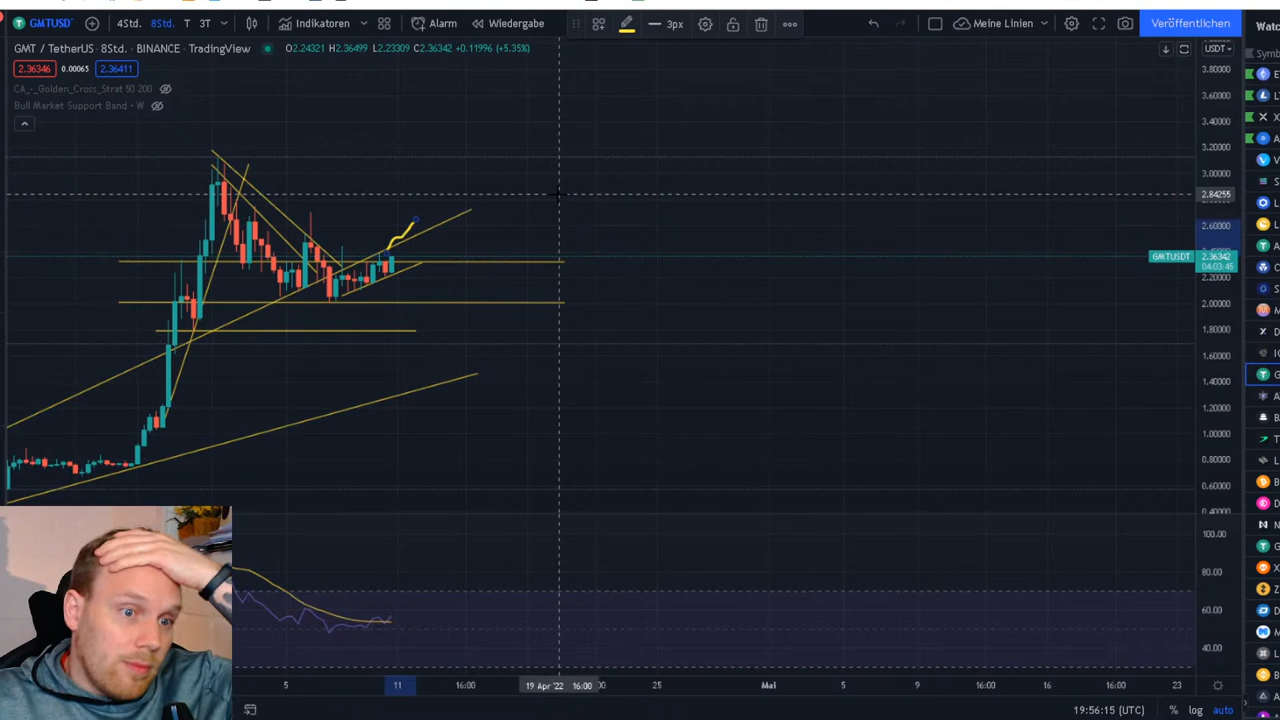 GMTUSD 4Std. 8Std. T 3T Indikatoren Alarm Wiedergabe 3px Meine Linien Veröffentlichen
Watc
GMT / TetherUS · 8Std. · BINANCE · TradingView O2.24321 H2.36499 L2.23309 C2.36342 +0.11996 (+5.35%)
USDT
Symb
2.36346 0.00065 2.36411
CA_-_Golden_Cross_Strat 50 200
Bull Market Support Band - W
3.80000
3.60000
3.40000
3.20000
3.00000
2.84255
2.60000
GMTUSDT 2.36342
04:03:45
2.20000
2.00000
1.80000
1.60000
1.40000
1.20000
1.00000
0.80000
0.60000
0.40000
100.00
80.00
60.00
40.00
5 11 16:00 19 Apr '22 16:00 25 Mai 5 9 16:00 16 16:00 23
19:56:15 (UTC) % log auto